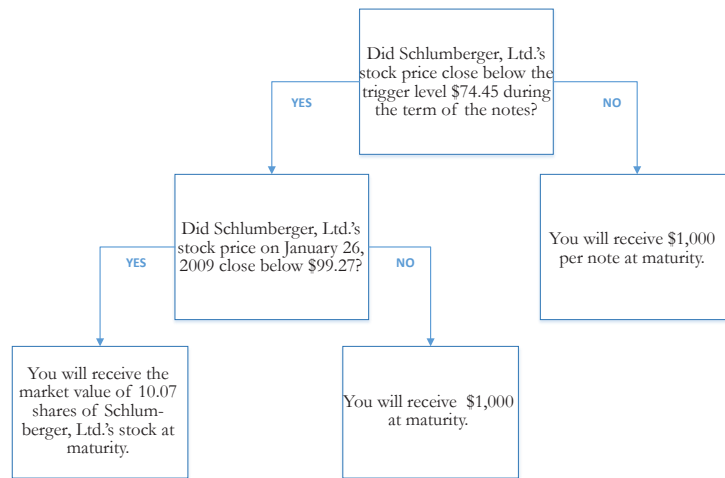 Did Schlumberger, Ltd.'s
stock price close below the
trigger level $74.45 during
the term of the notes?
YES
NO
Did Schlumberger, Ltd.'s
stock price on January 26,
2009 close below $99.27?
You will receive $1,000
per note at maturity.
YES
NO
You will receive the
market value of 10.07
shares of Schlum-
berger, Ltd.'s stock at
maturity.
You will receive $1,000
at maturity.